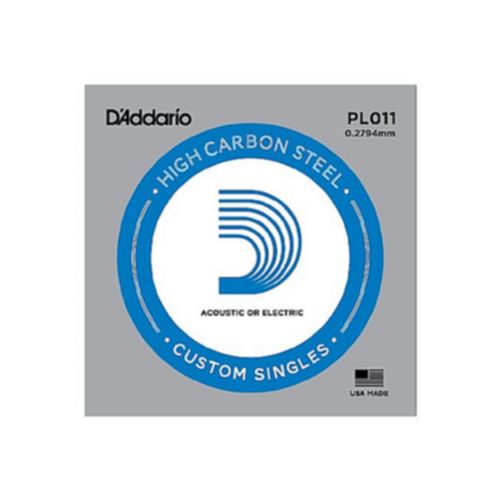 D'Addario
PL011
0.2794mm
• HIGH CARBON STEEL •
ACOUSTIC OR ELECTRIC
CUSTOM SINGLES
USA MADE